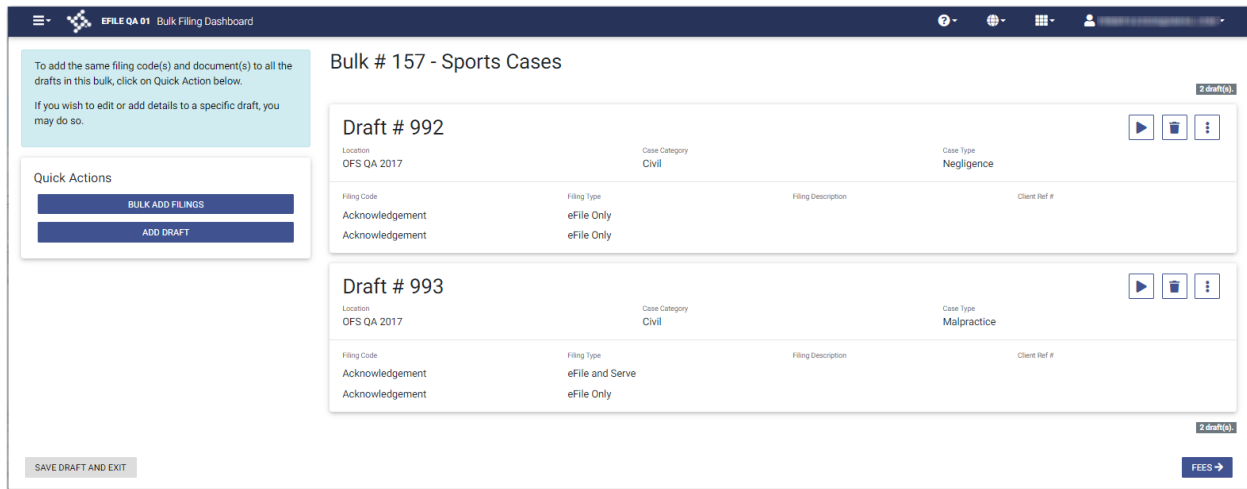 EFILE QA 01 Bulk Filing Dashboard
To add the same filing code(s) and document(s) to all the
drafts in this bulk, click on Quick Action below.
If you wish to edit or add details to a specific draft, you
may do so.
Quick Actions
BULK ADD FILINGS
ADD DRAFT
Bulk # 157 - Sports Cases
2 draft(s).
Draft # 992
Location Case Category Case Type
OFS QA 2017 Civil Negligence
Filing Code Filing Type Filing Description Client Ref #
Acknowledgement eFile Only
Acknowledgement eFile Only
Draft # 993
Location Case Category Case Type
OFS QA 2017 Civil Malpractice
Filing Code Filing Type Filing Description Client Ref #
Acknowledgement eFile and Serve
Acknowledgement eFile Only
2 draft(s).
SAVE DRAFT AND EXIT
FEES